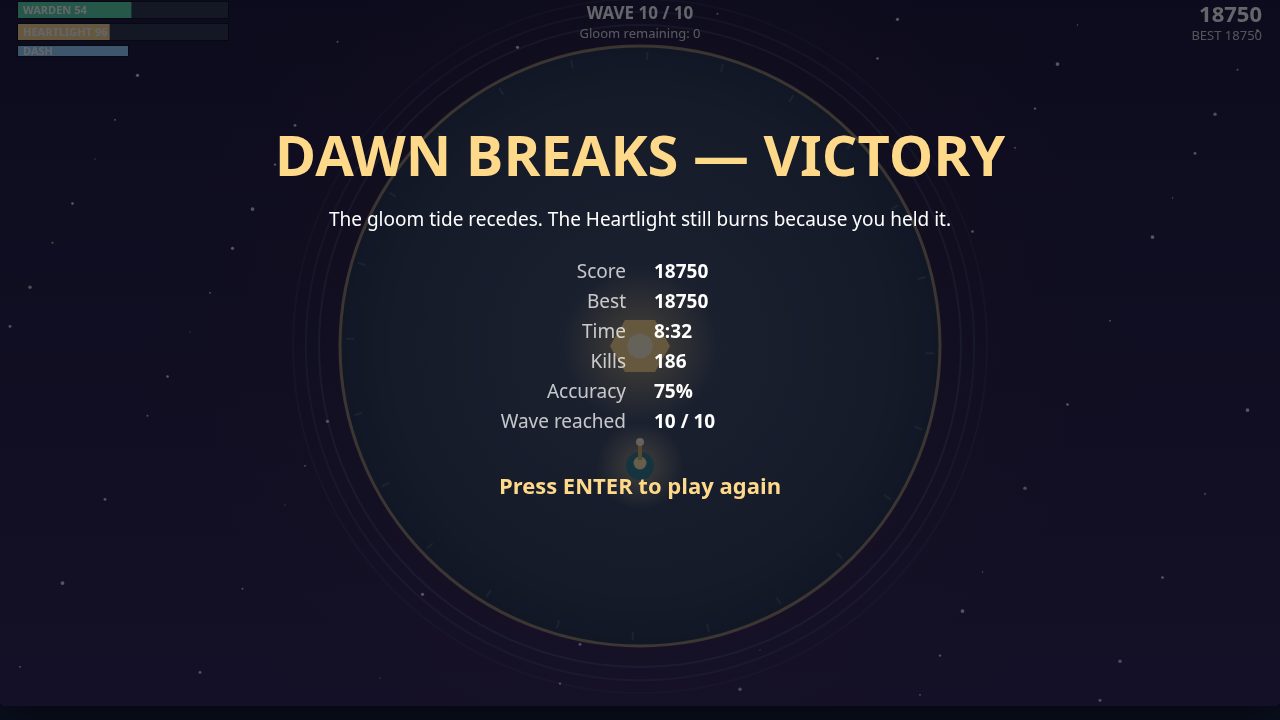 WARDEN 54
HEARTLIGHT 96
DASH
WAVE 10 / 10
Gloom remaining: 0
18750
BEST 18750
DAWN BREAKS — VICTORY
The gloom tide recedes. The Heartlight still burns because you held it.
Score 18750
Best 18750
Time 8:32
Kills 186
Accuracy 75%
Wave reached 10 / 10
Press ENTER to play again